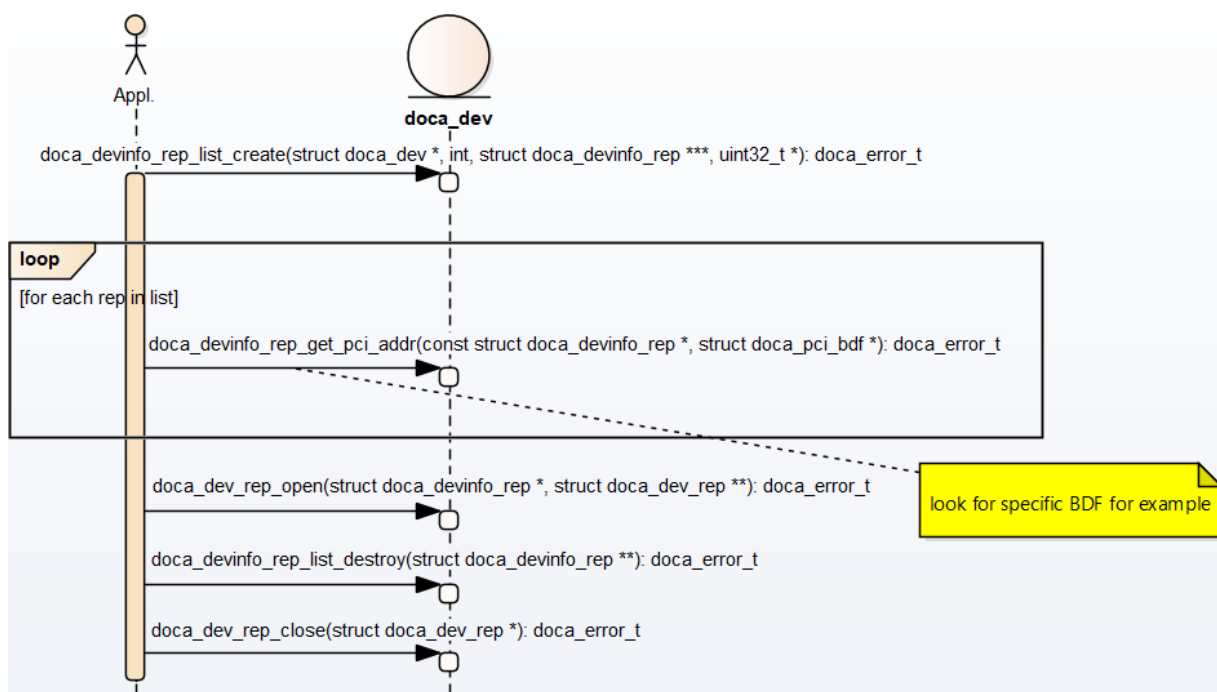 Appl.
doca_dev
doca_devinfo_rep_list_create(struct doca_dev *, int, struct doca_devinfo_rep ***, uint32_t *): doca_error_t
loop
[for each rep in list]
doca_devinfo_rep_get_pci_addr(const struct doca_devinfo_rep *, struct doca_pci_bdf *): doca_error_t
doca_dev_rep_open(struct doca_devinfo_rep *, struct doca_dev_rep **): doca_error_t
look for specific BDF for example
doca_devinfo_rep_list_destroy(struct doca_devinfo_rep **): doca_error_t
doca_dev_rep_close(struct doca_dev_rep *): doca_error_t